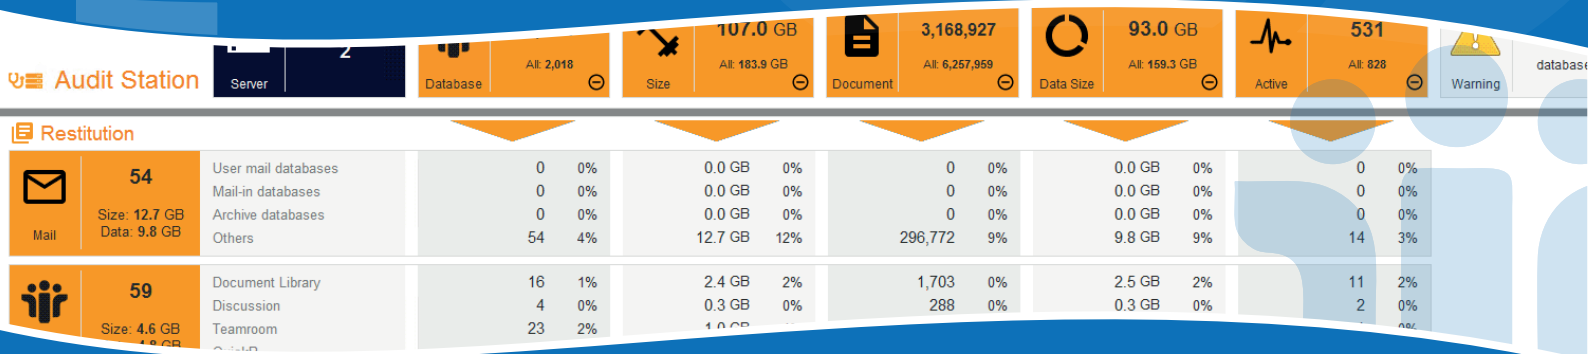 107.0 GB
3,168,927
93.0 GB
531
2
All: 2,018
All: 183.9 GB
All: 6,257,959
All: 159.3 GB
All: 828
database
Audit Station
Server
Database
Size
Document
Data Size
Active
Warning
Restitution
54
Size: 12.7 GB
Data: 9.8 GB
Mail
User mail databases 0 0% 0.0 GB 0% 0 0% 0.0 GB 0% 0 0%
Mail-in databases 0 0% 0.0 GB 0% 0 0% 0.0 GB 0% 0 0%
Archive databases 0 0% 0.0 GB 0% 0 0% 0.0 GB 0% 0 0%
Others 54 4% 12.7 GB 12% 296,772 9% 9.8 GB 9% 14 3%
59
Size: 4.6 GB
4.8 GB
Document Library 16 1% 2.4 GB 2% 1,703 0% 2.5 GB 2% 11 2%
Discussion 4 0% 0.3 GB 0% 288 0% 0.3 GB 0% 2 0%
Teamroom 23 2% 1.0 GB 0%